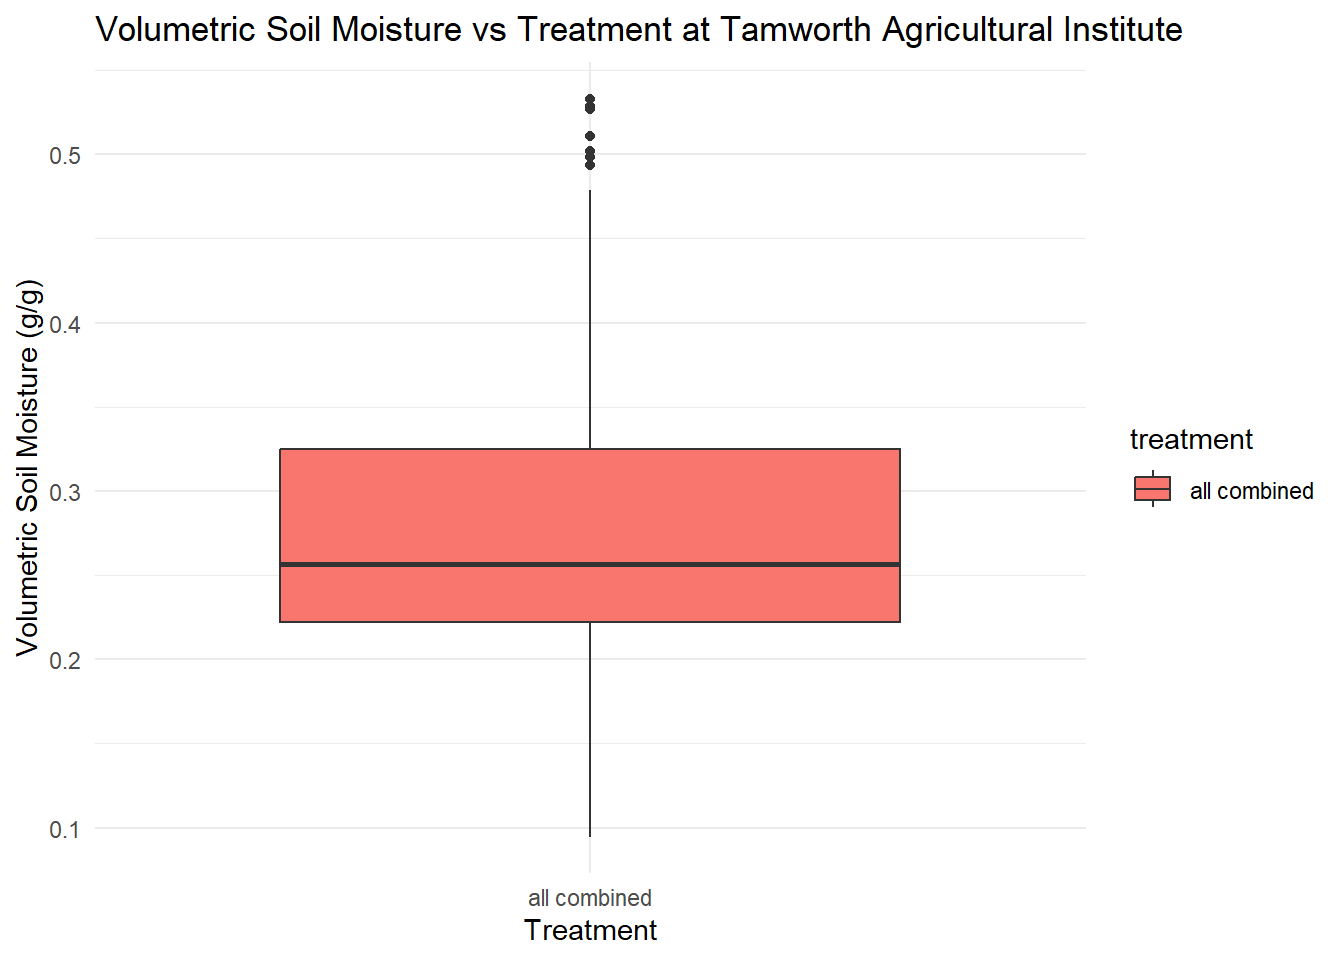 Volumetric Soil Moisture vs Treatment at Tamworth Agricultural Institute
Volumetric Soil Moisture (g/g)
0.5
0.4
0.3
0.2
0.1
all combined
Treatment
treatment
all combined